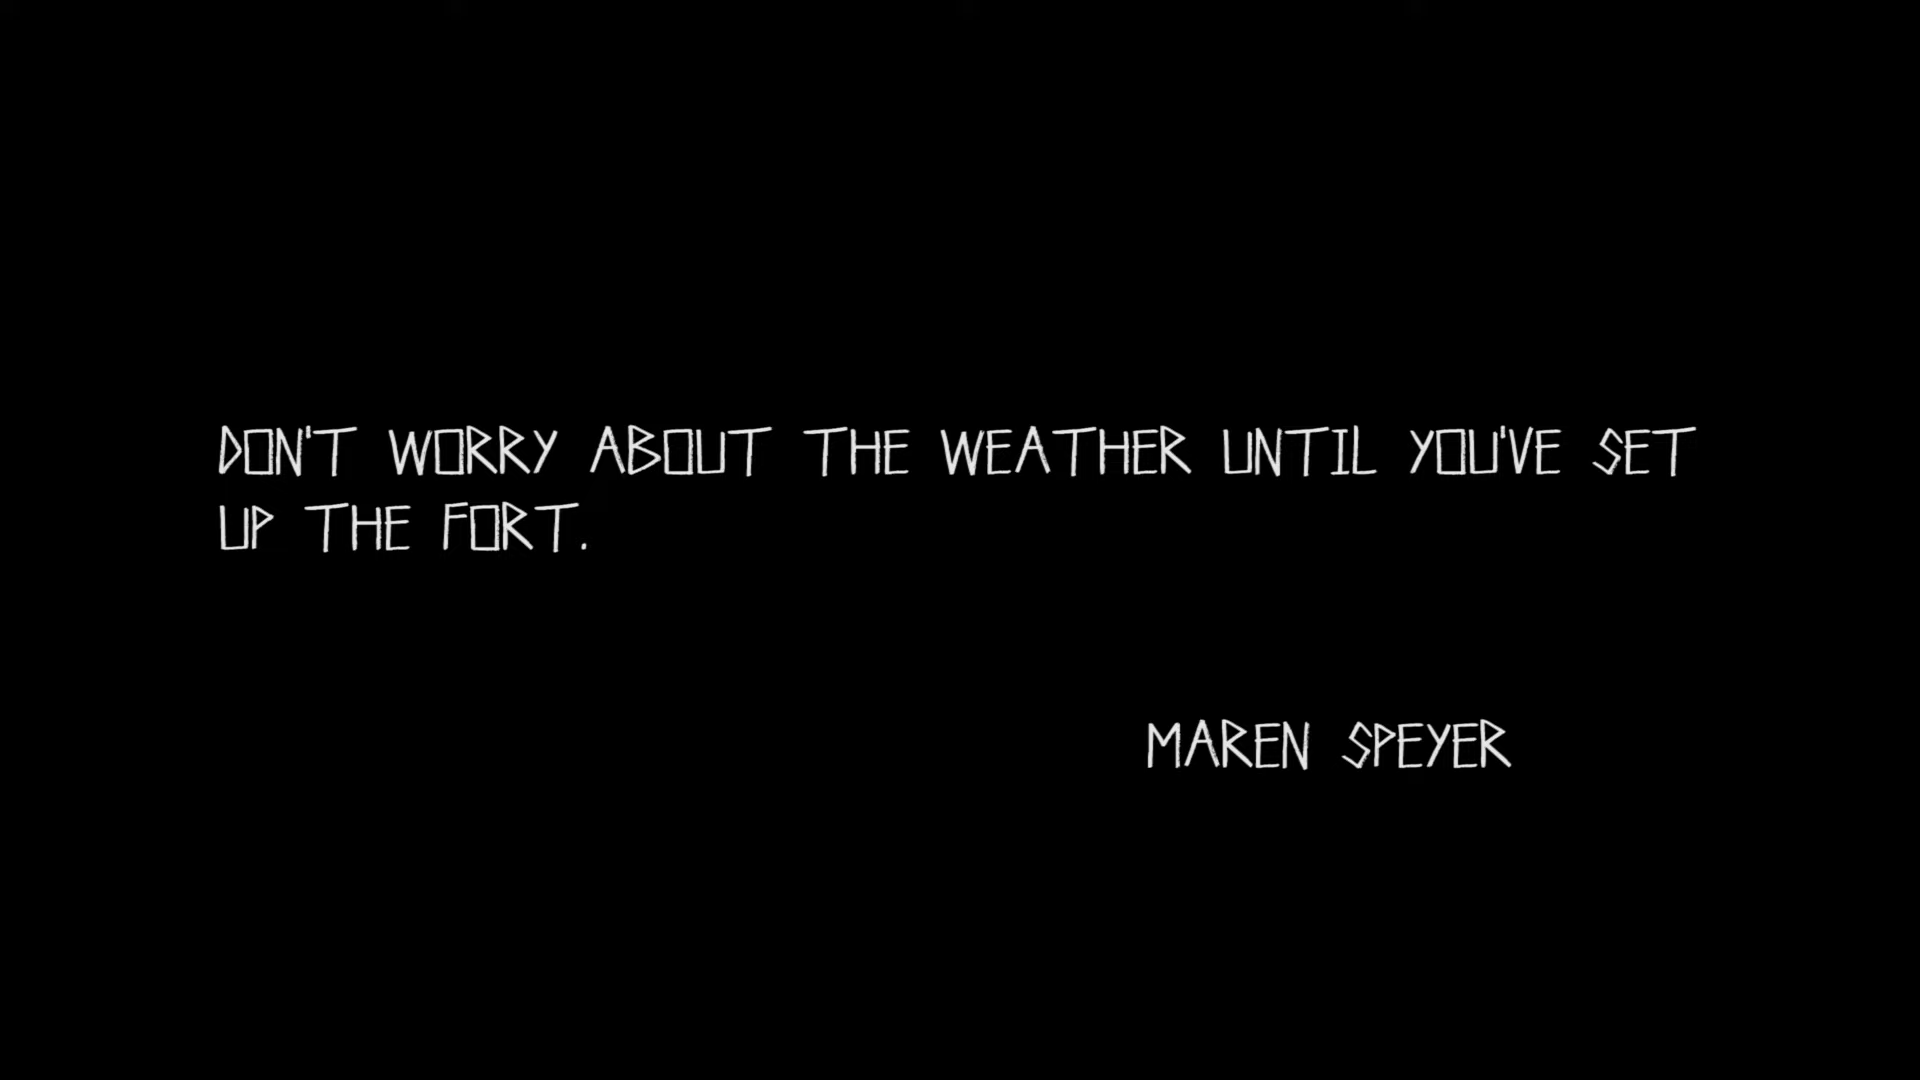 DON'T WORRY ABOUT THE WEATHER UNTIL YOU'VE SET
UP THE FORT.
MAREN SPEYER